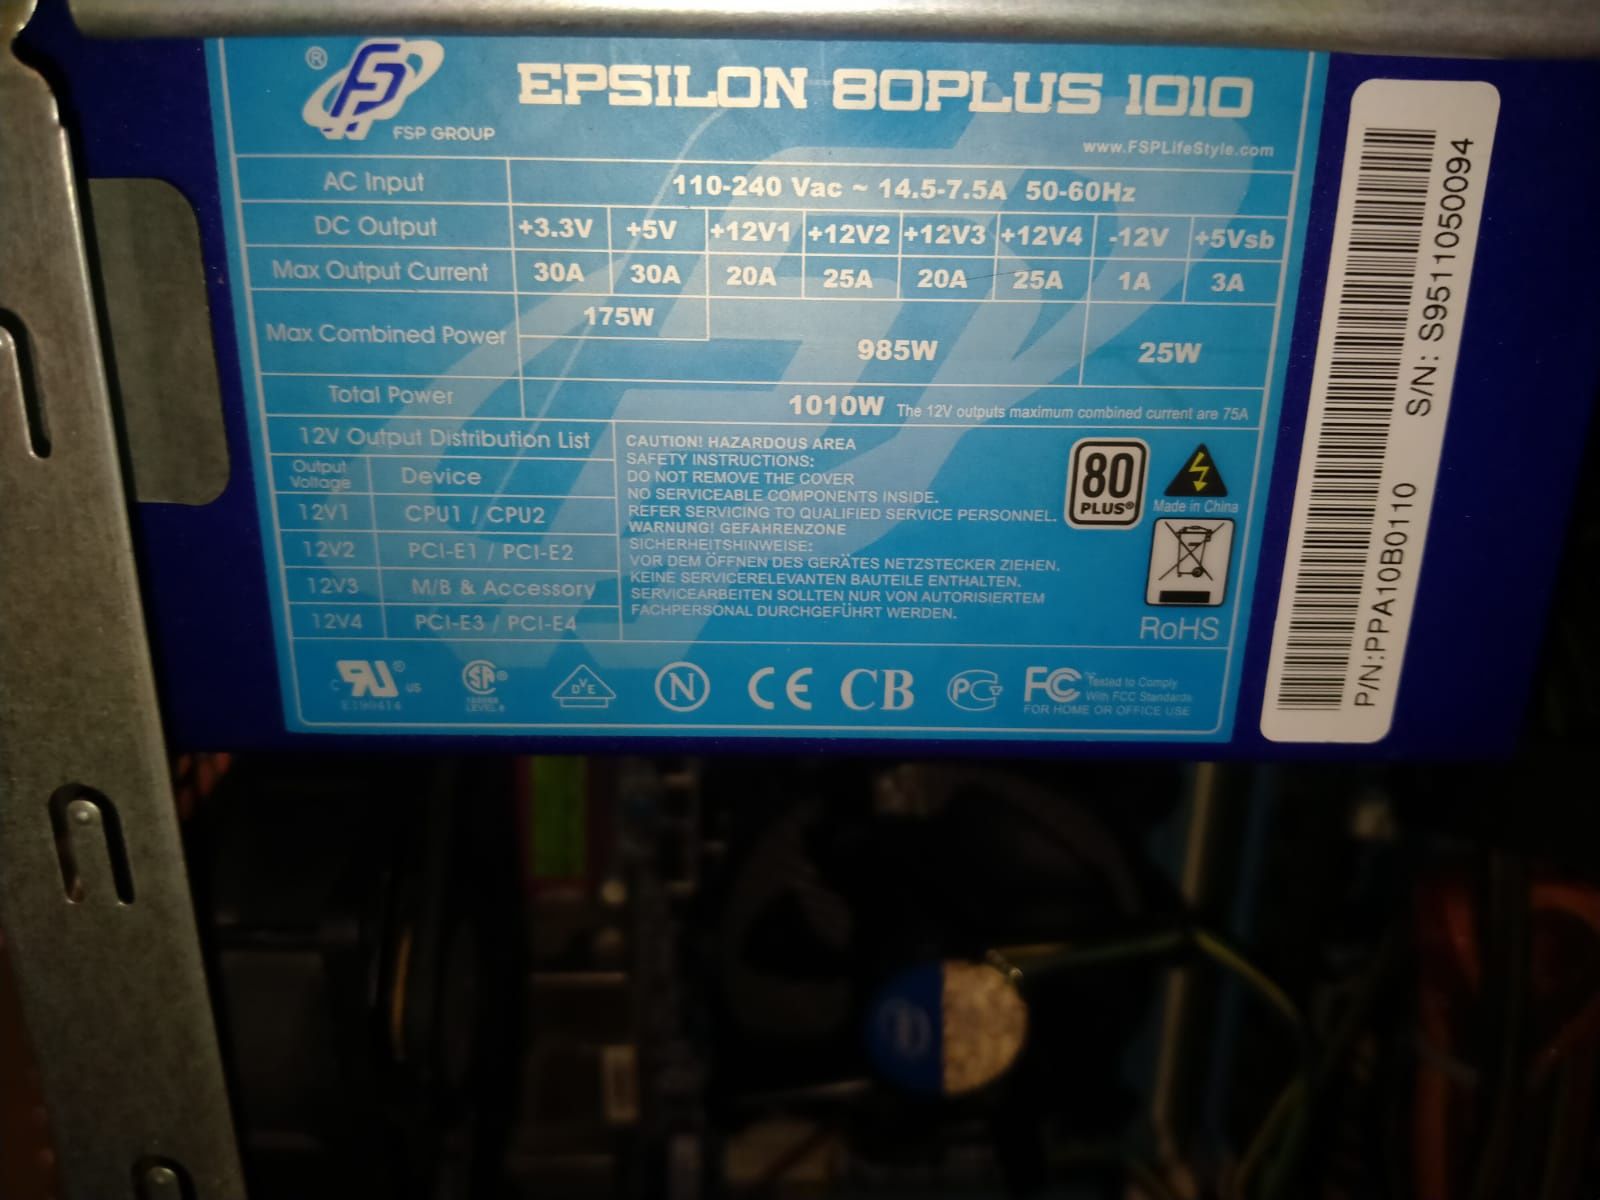 ® FSP GROUP
EPSILON 80PLUS 1010
www.FSPLifeStyle.com
AC Input 110-240 Vac ~ 14.5-7.5A 50-60Hz
DC Output +3.3V +5V +12V1 +12V2 +12V3 +12V4 -12V +5Vsb
Max Output Current 30A 30A 20A 25A 20A 25A 1A 3A
Max Combined Power 175W 985W 25W
Total Power 1010W The 12V outputs maximum combined current are 75A
12V Output Distribution List
Output Voltage Device
12V1 CPU1 / CPU2
12V2 PCI-E1 / PCI-E2
12V3 M/B & Accessory
12V4 PCI-E3 / PCI-E4
CAUTION! HAZARDOUS AREA
SAFETY INSTRUCTIONS:
DO NOT REMOVE THE COVER
NO SERVICEABLE COMPONENTS INSIDE.
REFER SERVICING TO QUALIFIED SERVICE PERSONNEL.
WARNUNG! GEFAHRENZONE
SICHERHEITSHINWEISE:
VOR DEM ÖFFNEN DES GERÄTES NETZSTECKER ZIEHEN.
KEINE SERVICERELEVANTEN BAUTEILE ENTHALTEN.
SERVICEARBEITEN SOLLTEN NUR VON AUTORISIERTEM
FACHPERSONAL DURCHGEFÜHRT WERDEN.
80
PLUS®
Made in China
RoHS
c RU® us
E190414
SA®
LEVEL
DVE
N
CE
CB
PCT
FC Tested to Comply
With FCC Standards
FOR HOME OR OFFICE USE
P/N:PPA10B0110 S/N: S9511050094